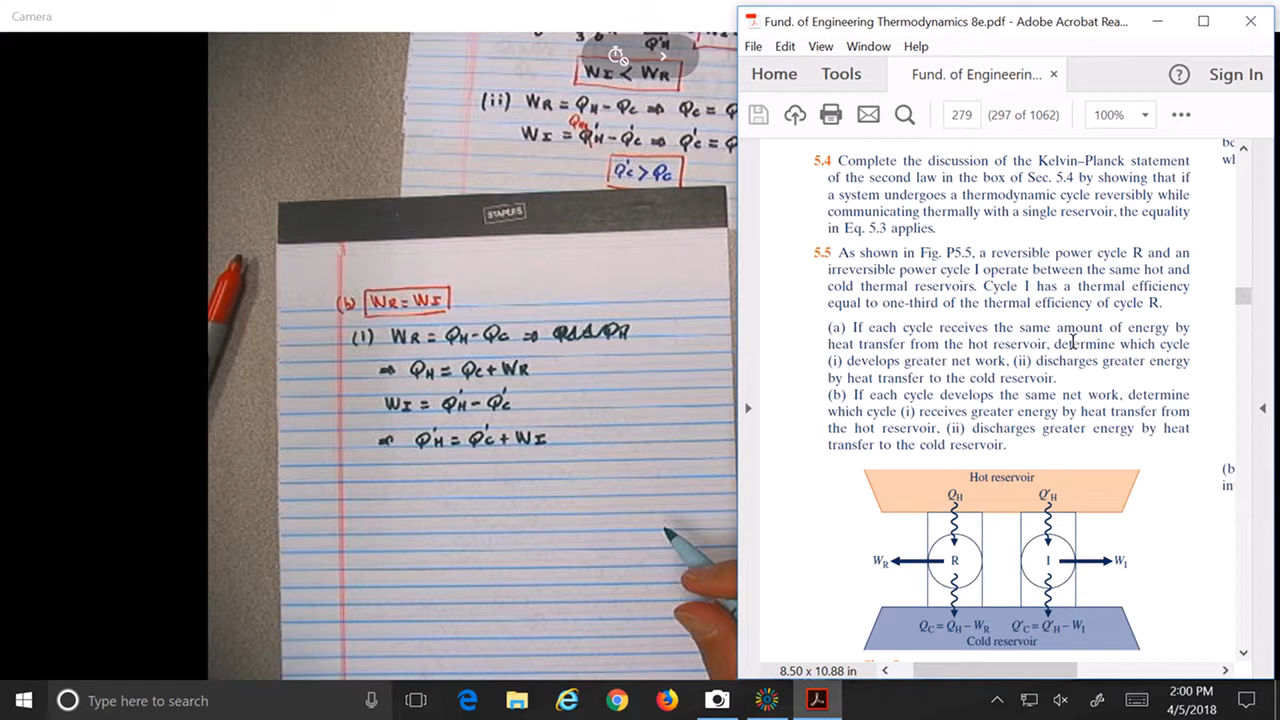 Camera
Q'H
WI < WR
(ii) WR = QH - QC ⇒ QC = Q
QH
WI = Q'H - Q'C ⇒ Q'C = Q
Q'C > QC
STAPLES
(b) WR = WI
(i) WR = QH - QC ⇒
⇒ QH = QC + WR
WI = Q'H - Q'C
⇒ Q'H = Q'C + WI
Fund. of Engineering Thermodynamics 8e.pdf - Adobe Acrobat Rea...
File Edit View Window Help
Home Tools Fund. of Engineerin... × ? Sign In
279 (297 of 1062) 100%
5.4 Complete the discussion of the Kelvin–Planck statement
of the second law in the box of Sec. 5.4 by showing that if
a system undergoes a thermodynamic cycle reversibly while
communicating thermally with a single reservoir, the equality
in Eq. 5.3 applies.
5.5 As shown in Fig. P5.5, a reversible power cycle R and an
irreversible power cycle I operate between the same hot and
cold thermal reservoirs. Cycle I has a thermal efficiency
equal to one-third of the thermal efficiency of cycle R.
(a) If each cycle receives the same amount of energy by
heat transfer from the hot reservoir, determine which cycle
(i) develops greater net work, (ii) discharges greater energy
by heat transfer to the cold reservoir.
(b) If each cycle develops the same net work, determine
which cycle (i) receives greater energy by heat transfer from
the hot reservoir, (ii) discharges greater energy by heat
transfer to the cold reservoir.
(b
in
Hot reservoir
QH Q'H
WR R I WI
QC = QH – WR Q'C = Q'H – WI
Cold reservoir
8.50 x 10.88 in
Type here to search
2:00 PM
4/5/2018